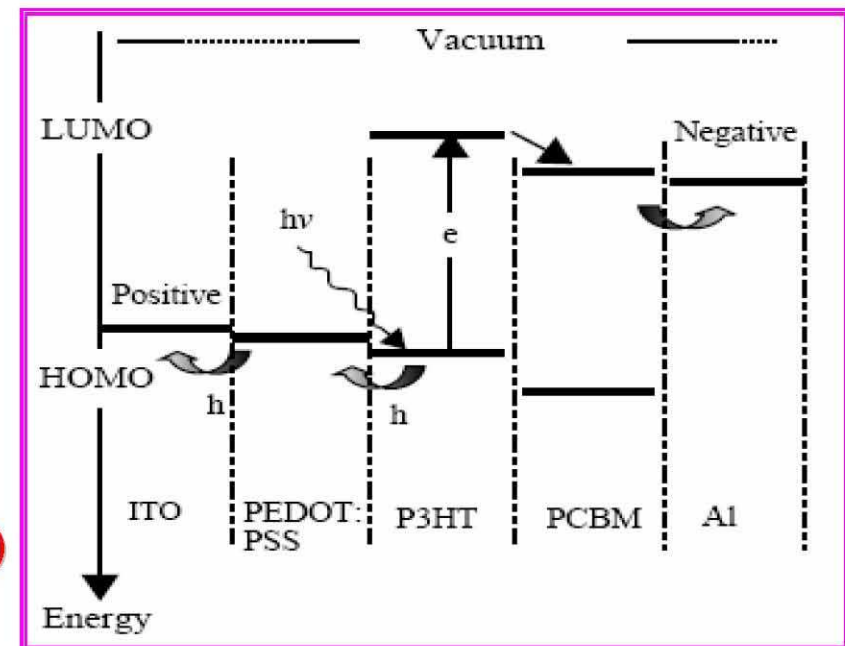 Vacuum
LUMO
Negative
hν
e
Positive
HOMO
h
h
ITO
PEDOT:
PSS
P3HT
PCBM
Al
Energy